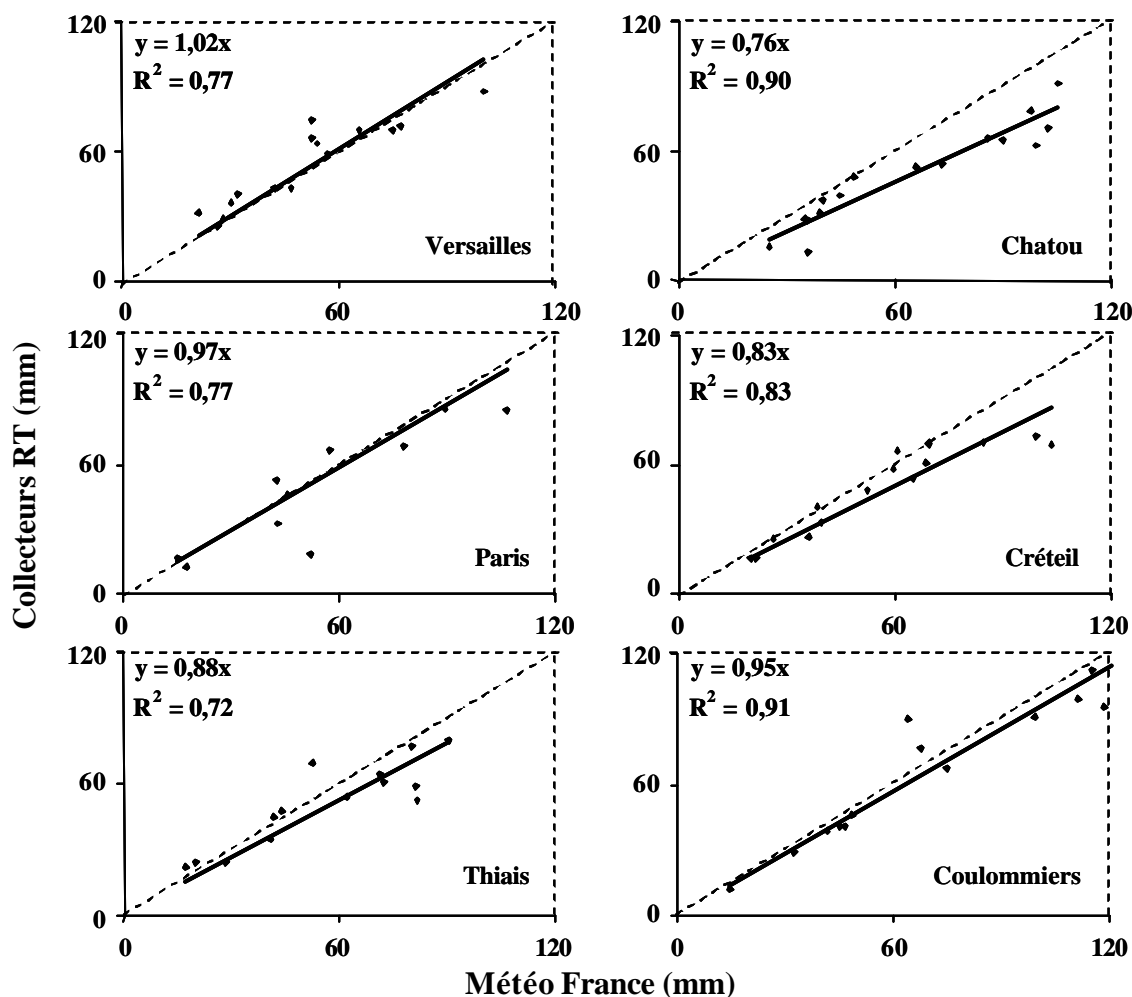 120
y = 1,02x
R² = 0,77
60
Versailles
0
0
60
120
120
y = 0,76x
R² = 0,90
60
Chatou
0
0
60
120
120
y = 0,97x
R² = 0,77
60
Paris
0
0
60
120
120
y = 0,83x
R² = 0,83
60
Créteil
0
0
60
120
120
y = 0,88x
R² = 0,72
60
Thiais
0
0
60
120
120
y = 0,95x
R² = 0,91
60
Coulommiers
0
0
60
120
Collecteurs RT (mm)
Météo France (mm)